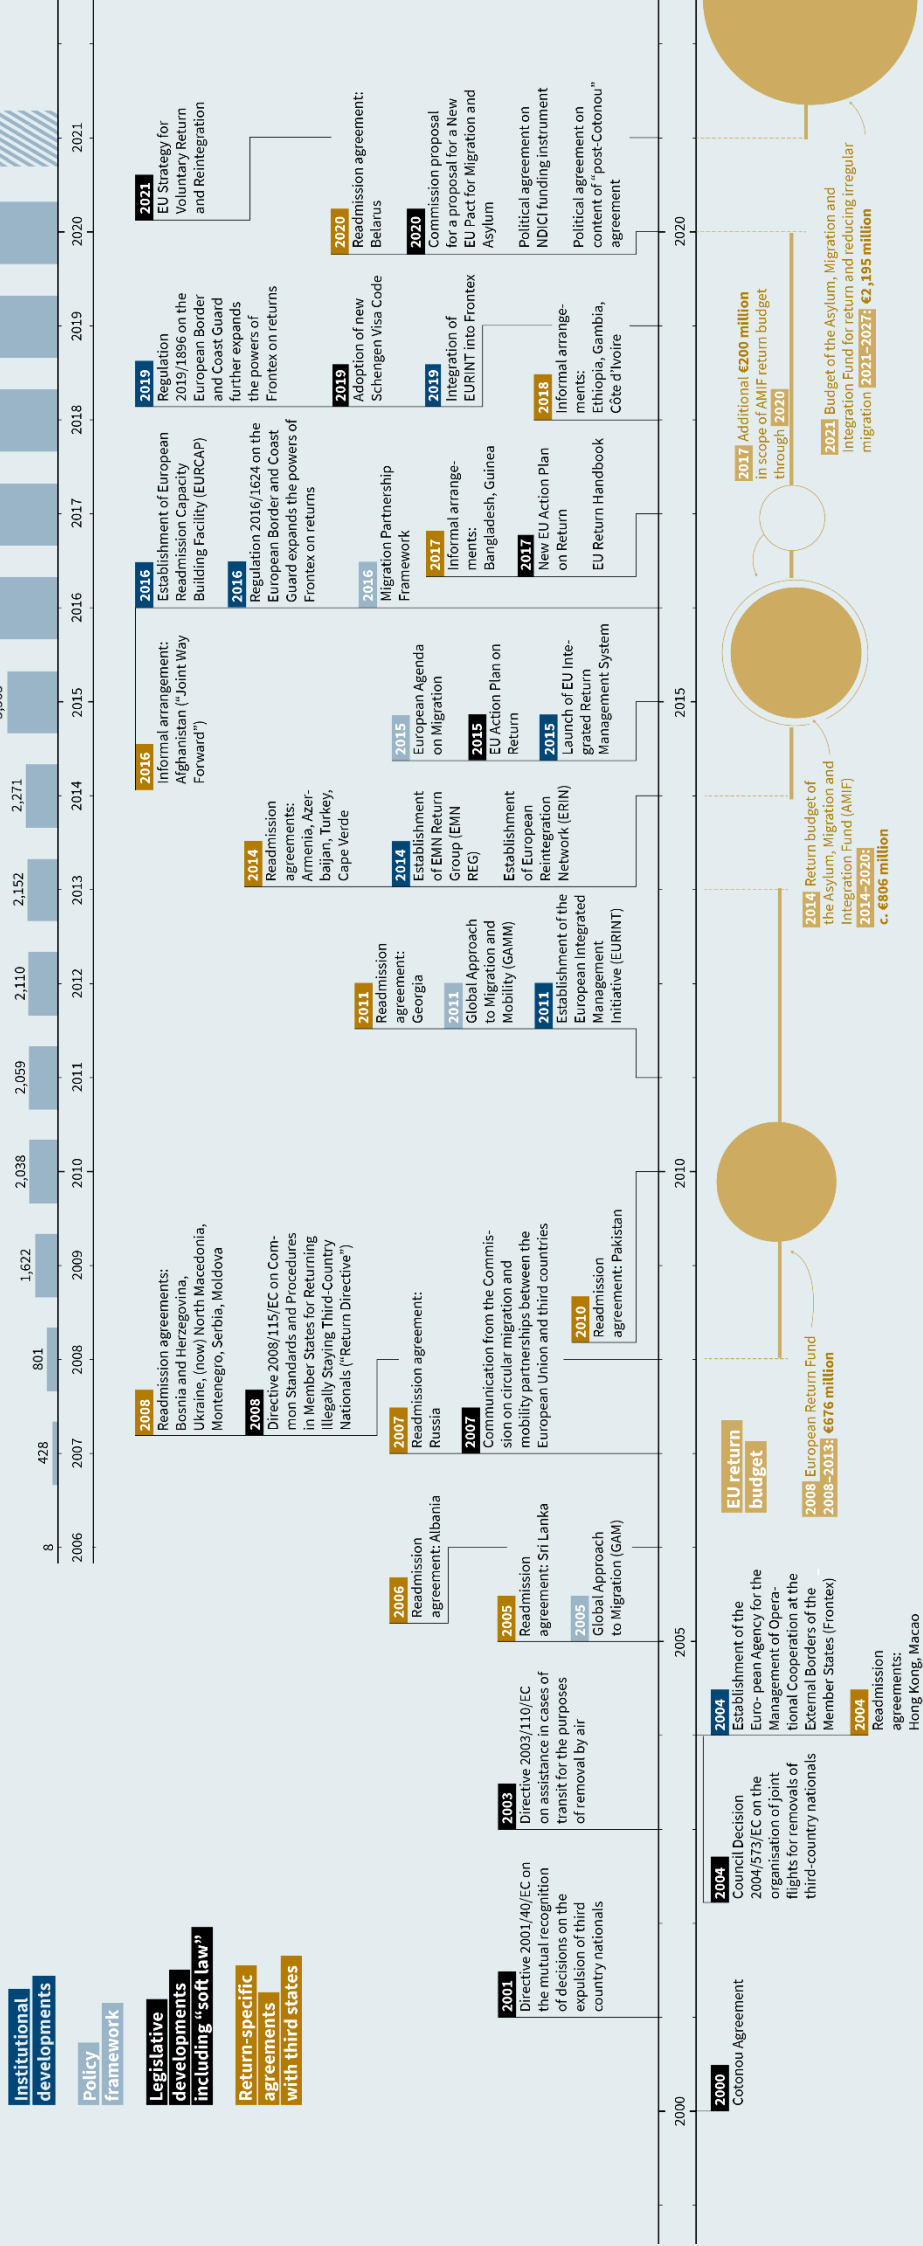 Institutional
developments
Policy
framework
Legislative
developments
including “soft law”
Return-specific
agreements
with third states
8
428
801
1,622
2,038
2,059
2,110
2,152
2,271
2006
2007
2008
2009
2010
2011
2012
2013
2014
2015
2016
2017
2018
2019
2020
2021
2001
Directive 2001/40/EC on
the mutual recognition
of decisions on the
expulsion of third
country nationals
2003
Directive 2003/110/EC
on assistance in cases of
transit for the purposes
of removal by air
2006
Readmission
agreement: Albania
2005
Readmission
agreement: Sri Lanka
2005
Global Approach
to Migration (GAM)
2008
Readmission agreements:
Bosnia and Herzegovina,
Ukraine, (now) North Macedonia,
Montenegro, Serbia, Moldova
2008
Directive 2008/115/EC on Com-
mon Standards and Procedures
in Member States for Returning
Illegally Staying Third-Country
Nationals (“Return Directive”)
2007
Readmission agreement:
Russia
2007
Communication from the Commis-
sion on circular migration and
mobility partnerships between the
European Union and third countries
2010
Readmission
agreement: Pakistan
2011
Readmission
agreement:
Georgia
2011
Global Approach
to Migration and
Mobility (GAMM)
2011
Establishment of the
European Integrated
Management
Initiative (EURINT)
2014
Readmission
agreements:
Armenia, Azer-
baijan, Turkey,
Cape Verde
2014
Establishment
of EMN Return
Group (EMN
REG)
Establishment
of European
Reintegration
Network (ERIN)
2016
Informal arrangement:
Afghanistan (“Joint Way
Forward”)
2015
European Agenda
on Migration
2015
EU Action Plan on
Return
2015
Launch of EU Inte-
grated Return
Management System
2016
Establishment of European
Readmission Capacity
Building Facility (EURCAP)
2016
Regulation 2016/1624 on the
European Border and Coast
Guard expands the powers of
Frontex on returns
2016
Migration Partnership
Framework
2017
Informal arrange-
ments:
Bangladesh, Guinea
2017
New EU Action Plan
on Return
EU Return Handbook
2019
Regulation
2019/1896 on the
European Border
and Coast Guard
further expands
the powers of
Frontex on returns
2019
Adoption of new
Schengen Visa Code
2019
Integration of
EURINT into Frontex
2018
Informal arrange-
ments:
Ethiopia, Gambia,
Côte d’Ivoire
2021
EU Strategy for
Voluntary Return
and Reintegration
2020
Readmission agreement:
Belarus
2020
Commission proposal
for a proposal for a New
EU Pact for Migration and
Asylum
Political agreement on
NDICI funding instrument
Political agreement on
content of “post-Cotonou”
agreement
2000
2005
2010
2015
2020
2000
Cotonou Agreement
2004
Council Decision
2004/573/EC on the
organisation of joint
flights for removals of
third-country nationals
2004
Establishment of the
Euro- pean Agency for the
Management of Opera-
tional Cooperation at the
External Borders of the
Member States (Frontex)
2004
Readmission
agreements:
Hong Kong, Macao
EU return
budget
2008 European Return Fund
2008–2013: €676 million
2014 Return budget of
the Asylum, Migration and
Integration Fund (AMIF)
2014–2020:
c. €806 million
2017 Additional €200 million
in scope of AMIF return budget
through 2020
2021 Budget of the Asylum, Migration and
Integration Fund for return and reducing irregular
migration 2021–2027: €2,195 million